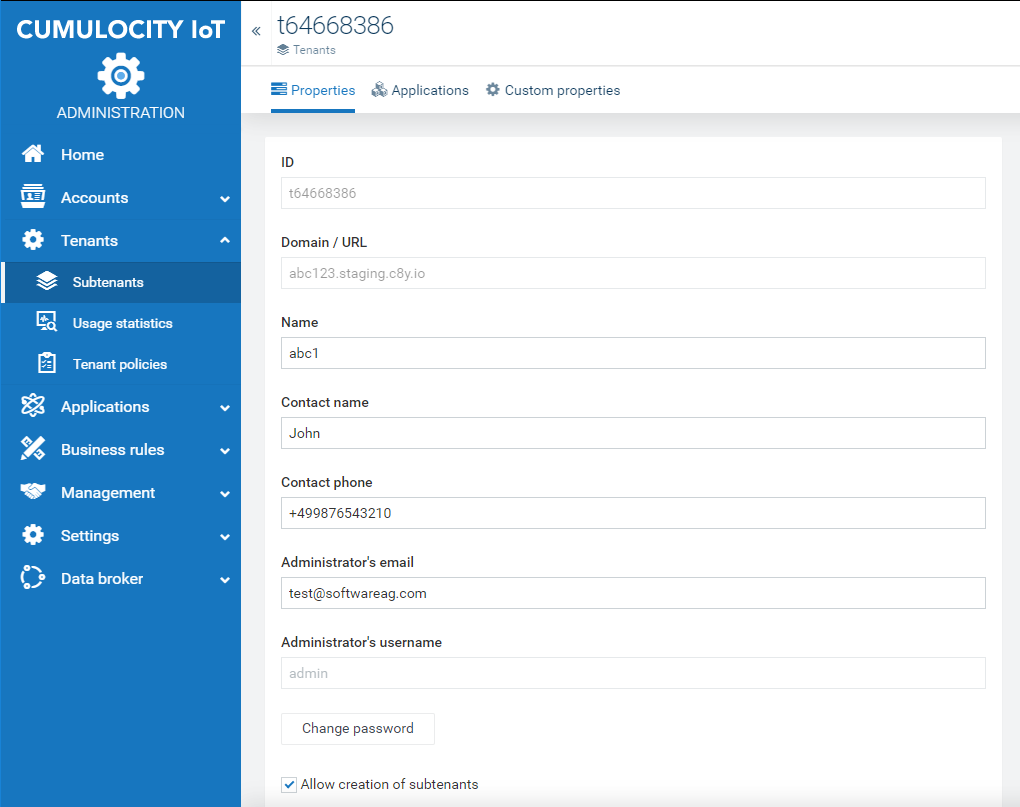 CUMULOCITY IoT
ADMINISTRATION
Home
Accounts
Tenants
Subtenants
Usage statistics
Tenant policies
Applications
Business rules
Management
Settings
Data broker
«
t64668386
Tenants
Properties Applications Custom properties
ID
t64668386
Domain / URL
abc123.staging.c8y.io
Name
abc1
Contact name
John
Contact phone
+499876543210
Administrator's email
test@softwareag.com
Administrator's username
admin
Change password
Allow creation of subtenants